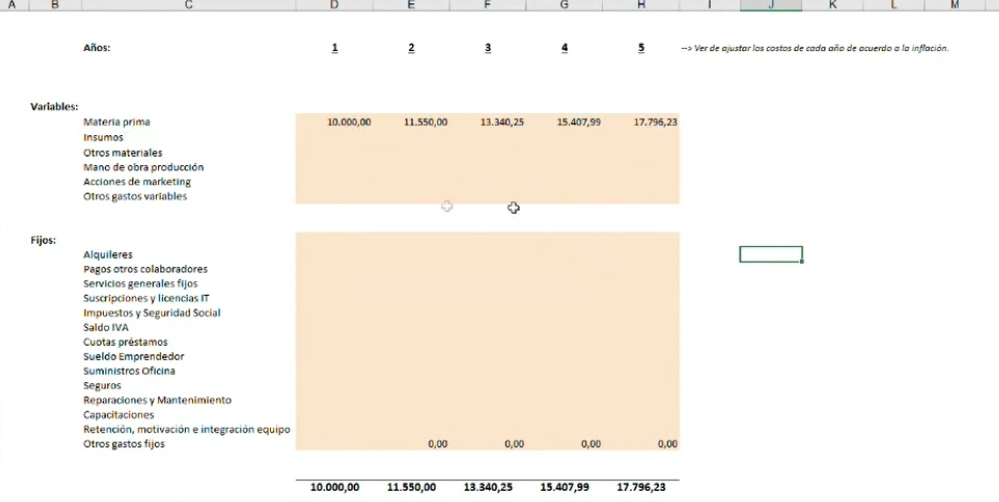 A B C D E F G H I J K L M
Años: 1 2 3 4 5 --> Ver de ajustar los costos de cada año de acuerdo a la inflación.
Variables:
Materia prima 10.000,00 11.550,00 13.340,25 15.407,99 17.796,23
Insumos
Otros materiales
Mano de obra producción
Acciones de marketing
Otros gastos variables
Fijos:
Alquileres
Pagos otros colaboradores
Servicios generales fijos
Suscripciones y licencias IT
Impuestos y Seguridad Social
Saldo IVA
Cuotas préstamos
Sueldo Emprendedor
Suministros Oficina
Seguros
Reparaciones y Mantenimiento
Capacitaciones
Retención, motivación e integración equipo
Otros gastos fijos 0,00 0,00 0,00 0,00
10.000,00 11.550,00 13.340,25 15.407,99 17.796,23